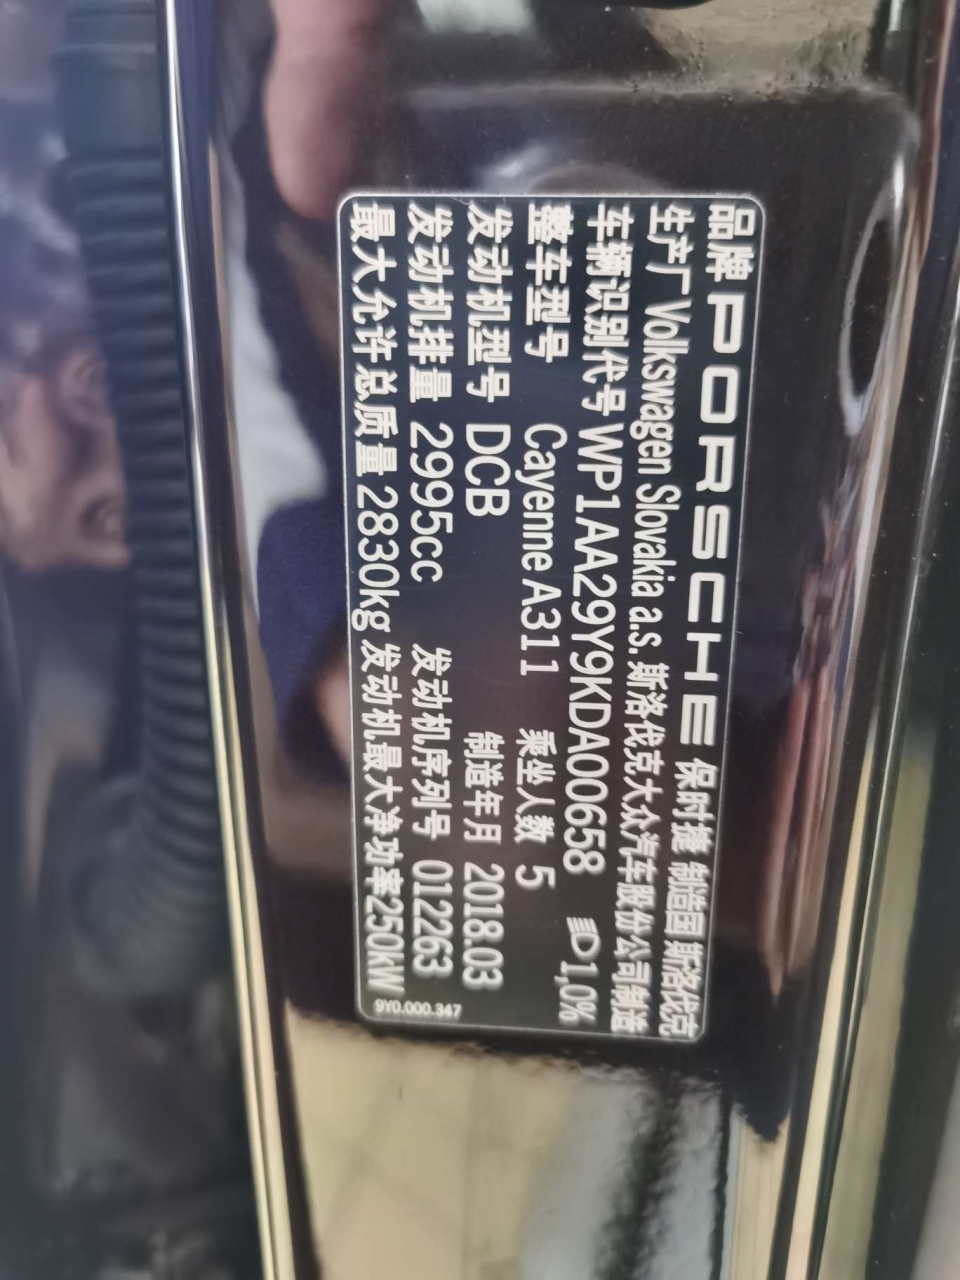 品牌 PORSCHE 保时捷 制造国 斯洛伐克
生产厂 Volkswagen Slovakia a.s. 斯洛伐克大众汽车股份公司制造
车辆识别代号 WP1AA29Y9KDA00658 1,0%
整车型号 Cayenne A311 乘坐人数 5
发动机型号 DCB 制造年月 2018.03
发动机排量 2995cc 发动机序列号 012263
最大允许总质量 2830kg 发动机最大净功率250kW
9Y0.000.347